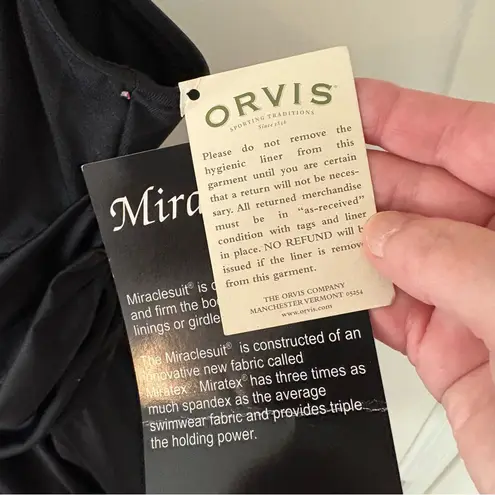 ORVIS™
SPORTING TRADITIONS
Since 1856
Please do not remove the
hygienic liner from this
garment until you are certain
that a return will not be neces-
sary. All returned merchandise
must be in “as-received”
condition with tags and liner
in place. NO REFUND will
issued if the liner is
from this garment.
THE ORVIS COMPANY
MANCHESTER VERMONT 05254
www.orvis.com
Miraclesuit® is
and firm the
linings or girdle
The Miraclesuit® is constructed of an
innovative new fabric called
Miratex. Miratex® has three times as
much spandex as the average
swimwear fabric and provides triple
the holding power.